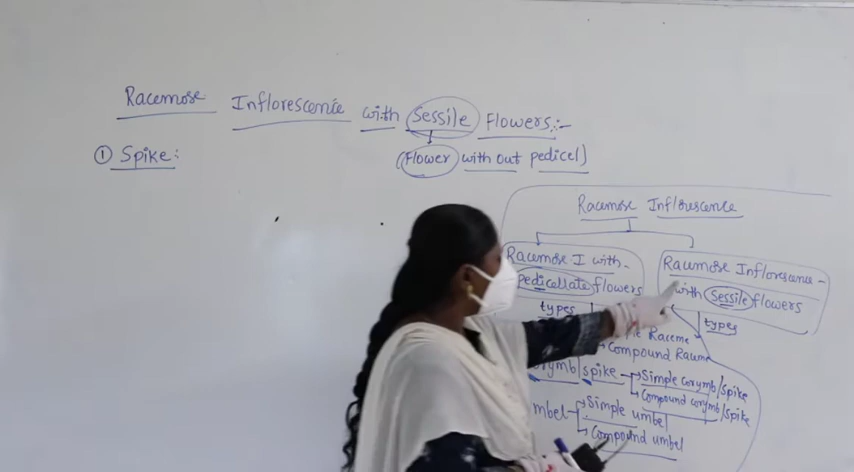 Racemose Inflorescence with Sessile Flowers:-
(Flower with out pedicel)
① Spike:
Racemose Inflorescence
Racemose I with-
Pedicellate flowers
types
Racemose Inflorescence-
with Sessile flowers
types
Raceme
Compound Raceme
spike
Simple corymb/spike
Compound corymb/spike
Simple umbel
Compound umbel